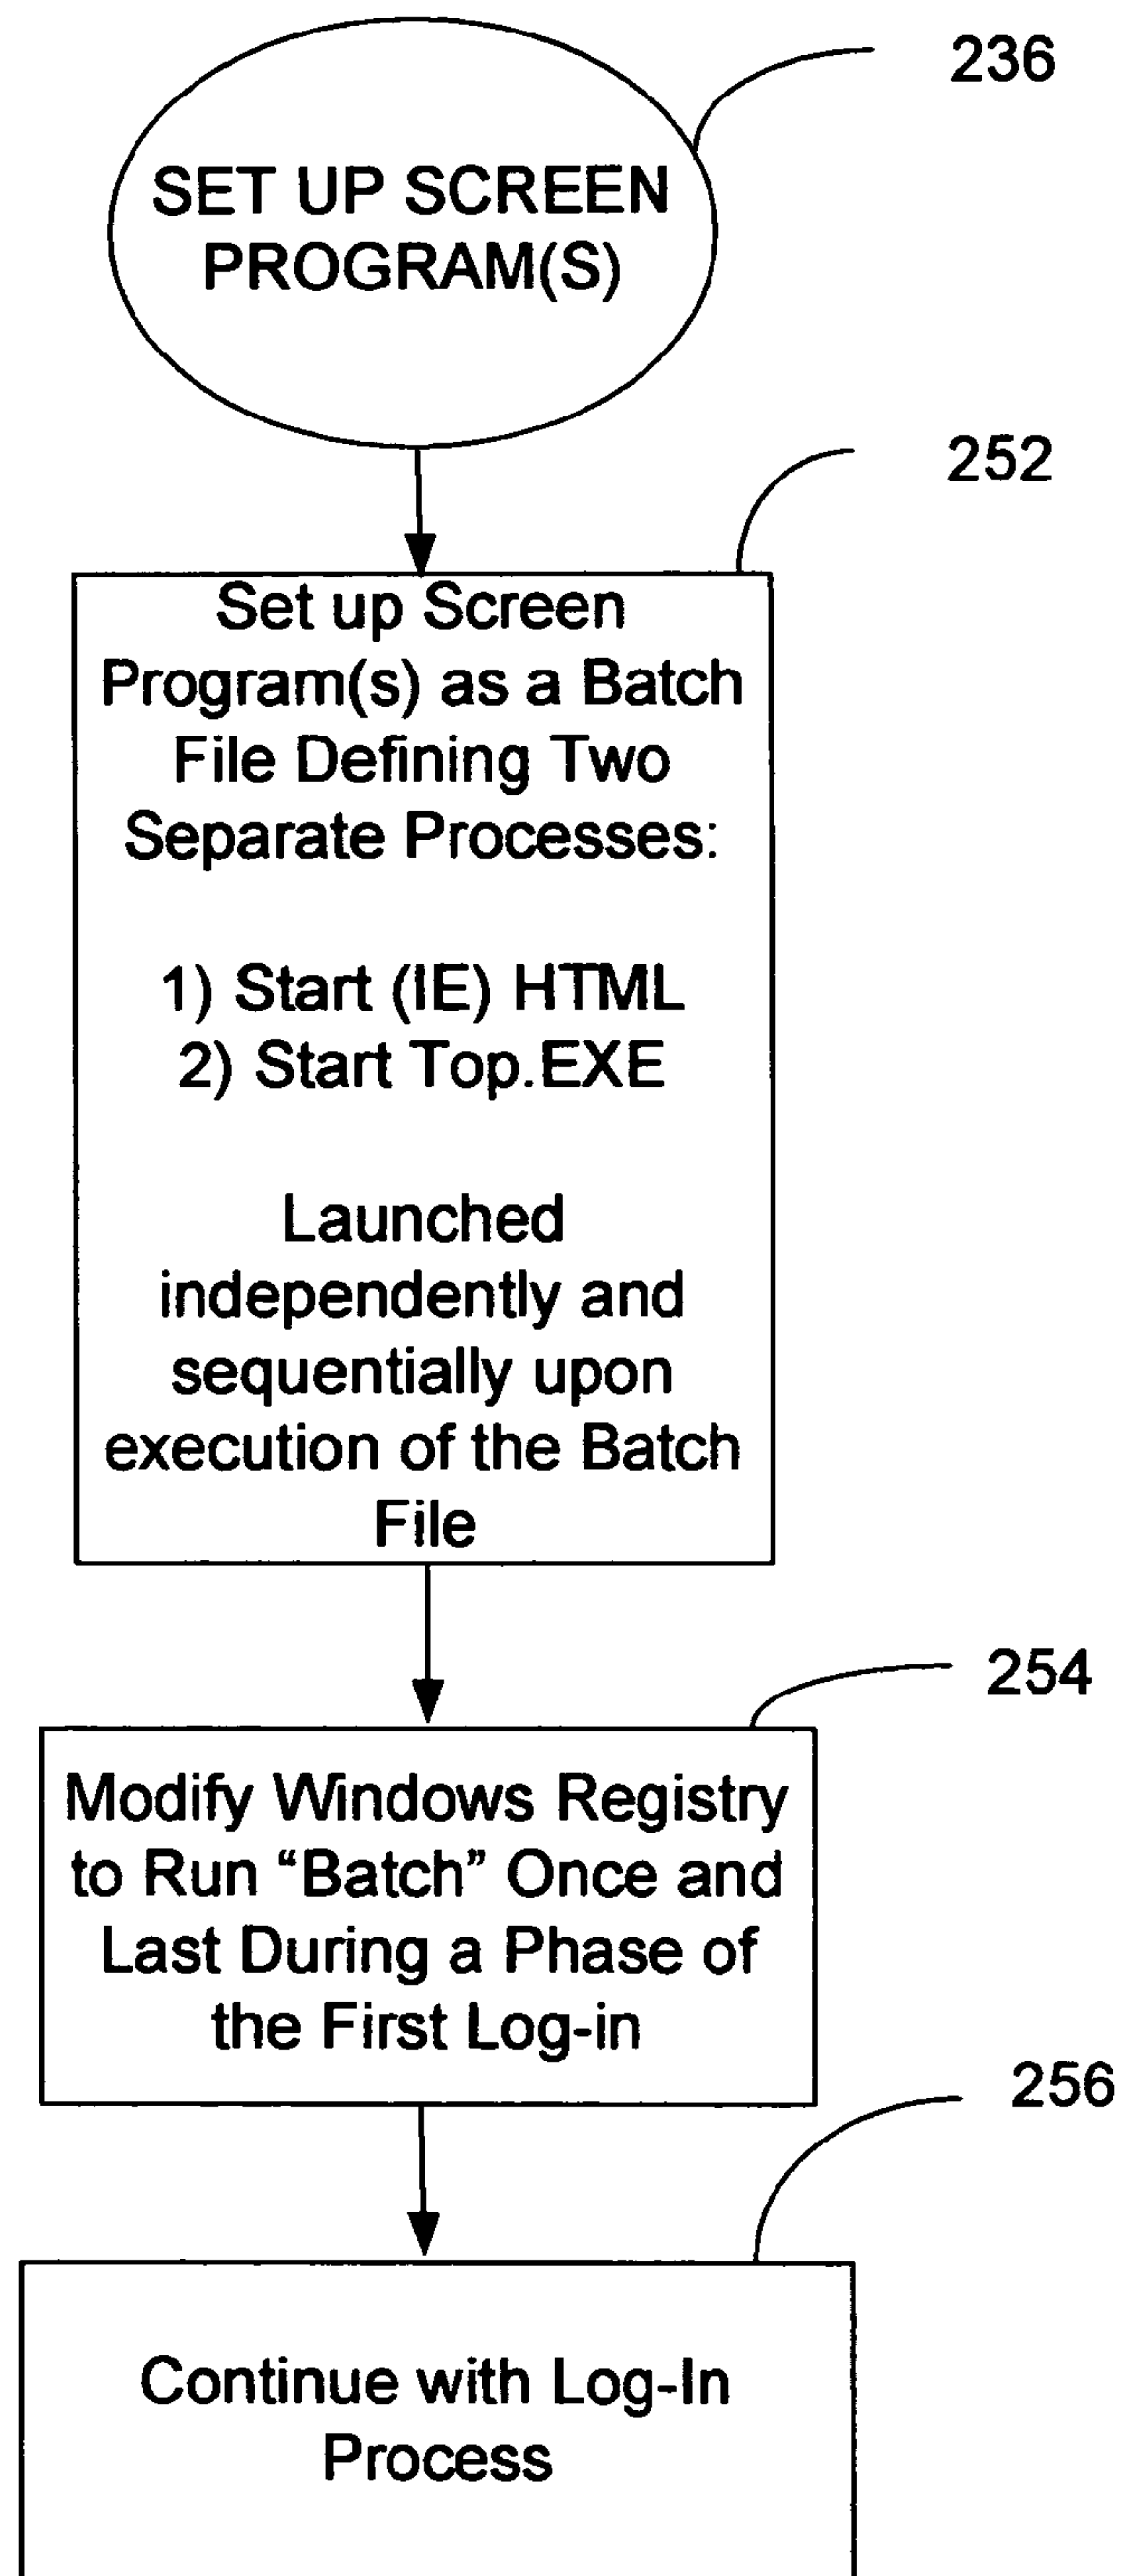 236
SET UP SCREEN
PROGRAM(S)
252
Set up Screen
Program(s) as a Batch
File Defining Two
Separate Processes:
1) Start (IE) HTML
2) Start Top.EXE
Launched
independently and
sequentially upon
execution of the Batch
File
254
Modify Windows Registry
to Run “Batch” Once and
Last During a Phase of
the First Log-in
256
Continue with Log-In
Process